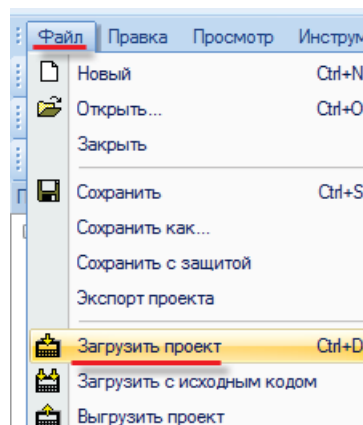 Файл Правка Просмотр Инструм
Новый Ctrl+N
Открыть... Ctrl+O
Закрыть
Сохранить Ctrl+S
Сохранить как...
Сохранить с защитой
Экспорт проекта
Загрузить проект Ctrl+D
Загрузить с исходным кодом
Выгрузить проект